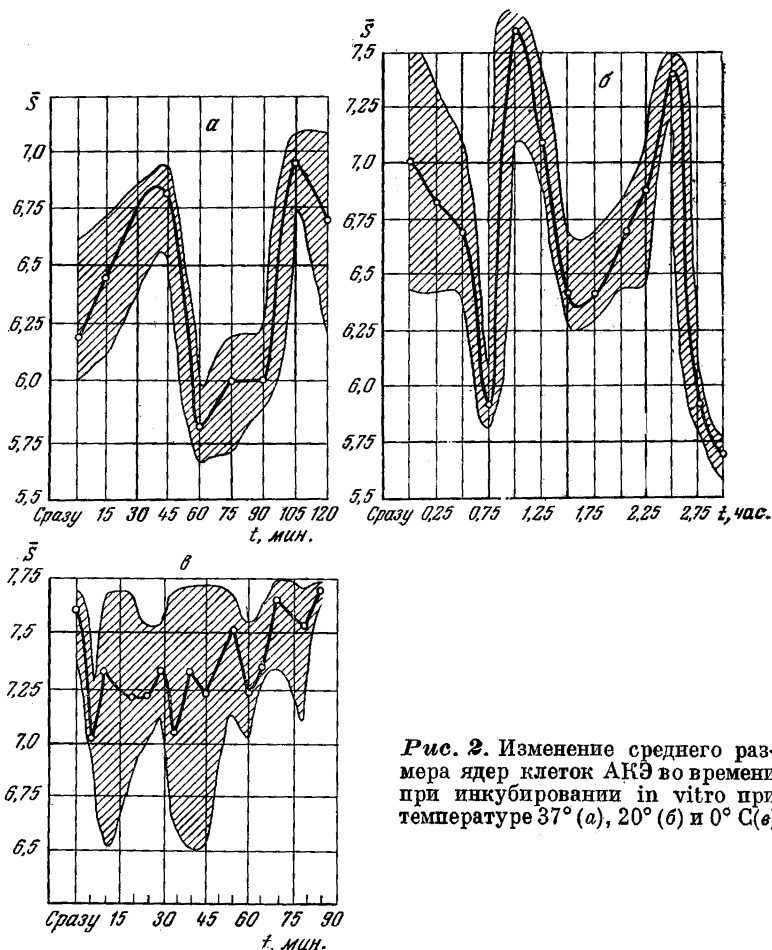 S̄
а
7,0
6,75
6,5
6,25
6,0
5,75
5,5
Сразу 15 30 45 60 75 90 105 120
t, мин.
S̄
б
7,5
7,25
7,0
6,75
6,5
6,25
6,0
5,75
5,5
Сразу 0,25 0,75 1,25 1,75 2,25 2,75 t, час.
S̄
в
7,75
7,5
7,25
7,0
6,75
6,5
Сразу 15 30 45 60 75 90
t, мин.
Рис. 2. Изменение среднего раз-
мера ядер клеток АКЭ во времени
при инкубировании in vitro при
температуре 37° (а), 20° (б) и 0° С(в)